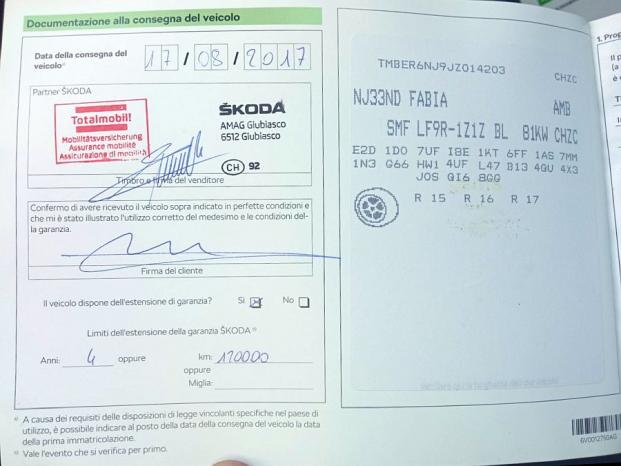 Documentazione alla consegna del veicolo
Data della consegna del
veicolo
17 / 08 / 2017
Partner ŠKODA
Totalmobil!
Mobilitätsversicherung
Assurance mobilité
Assicurazione di mobilità
ŠKODA
AMAG Giubiasco
6512 Giubiasco
CH 92
Timbro e firma del venditore
Confermo di avere ricevuto il veicolo sopra indicato in perfette condizioni e
che mi è stato illustrato l'utilizzo corretto del medesimo e le condizioni del-
la garanzia.
Firma del cliente
Il veicolo dispone dell'estensione di garanzia? Sì No
Limiti dell'estensione della garanzia ŠKODA
Anni: 4 oppure km: 120000
oppure
Miglia:
A causa dei requisiti delle disposizioni di legge vincolanti specifiche nel paese di
utilizzo, è possibile indicare al posto della data della consegna del veicolo la data
della prima immatricolazione.
Vale l'evento che si verifica per primo.
TMBER6NJ9JZ014203 CHZC
NJ33ND FABIA AMB
SMF LF9R-1Z1Z BL 81KW CHZC
E2D 1D0 7UF IBE 1KT 6FF 1AS 7MM
1N3 G66 HW1 4UF L47 B13 4GU 4X3
J0S QI6 8GG
R 15 R 16 R 17
6V0012750AG
1. Prop
Il p
(a
è c